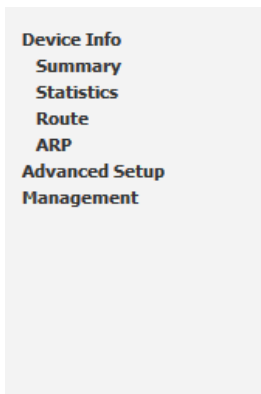 Device Info
Summary
Statistics
Route
ARP
Advanced Setup
Management